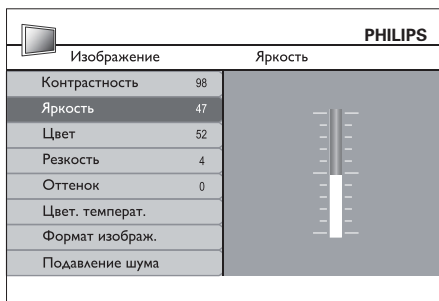 PHILIPS
Изображение Яркость
Контрастность 98
Яркость 47
Цвет 52
Резкость 4
Оттенок 0
Цвет. температ.
Формат изображ.
Подавление шума